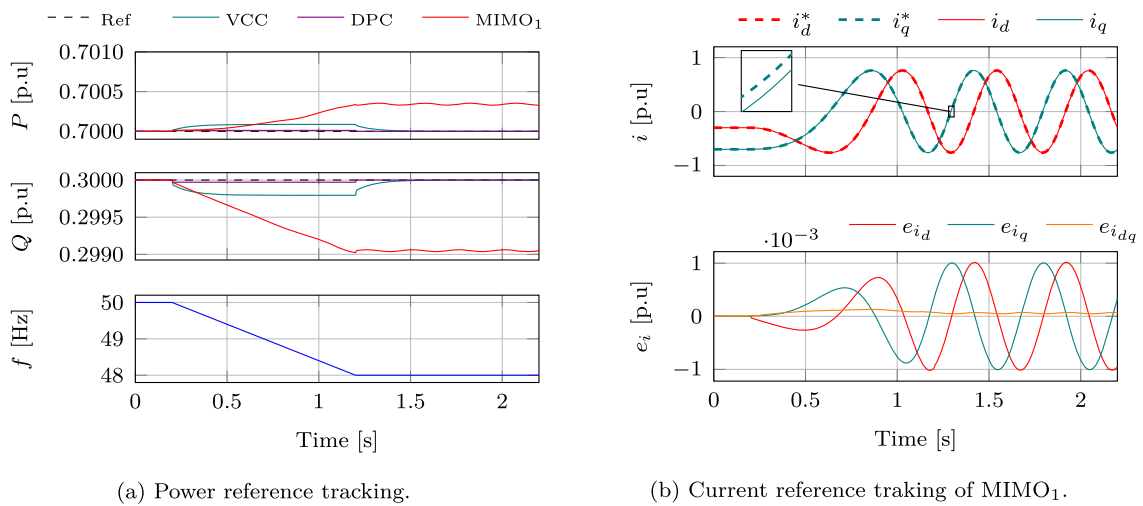 Ref VCC DPC MIMO₁
0.7010
0.7005
0.7000
P [p.u]
0.3000
0.2995
0.2990
Q [p.u]
50
49
48
f [Hz]
0 0.5 1 1.5 2
Time [s]
(a) Power reference tracking.
i*_d i*_q i_d i_q
1
0
−1
i [p.u]
e_{i_d} e_{i_q} e_{i_{dq}}
·10⁻³
1
0
−1
e_i [p.u]
0 0.5 1 1.5 2
Time [s]
(b) Current reference traking of MIMO₁.